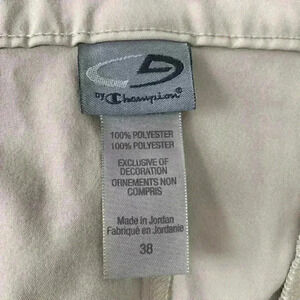 C9
by Champion®
100% POLYESTER
100% POLYESTER
EXCLUSIVE OF
DECORATION
ORNEMENTS NON
COMPRIS
Made in Jordan
Fabriqué en Jordanie
38